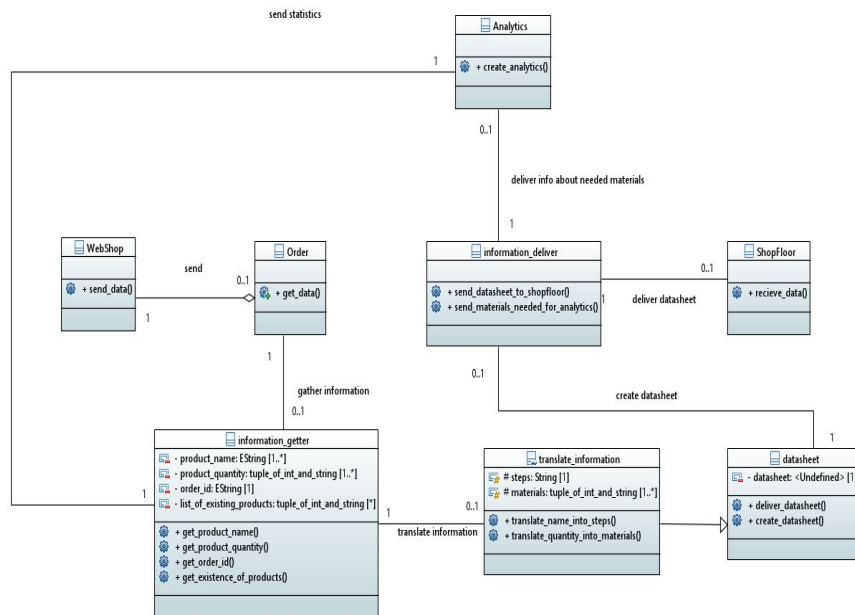 send statistics
Analytics
+ create_analytics()
1
0..1
deliver info about needed materials
1
WebShop
+ send_data()
send
0..1
1
Order
+ get_data()
information_deliver
+ send_datasheet_to_shopfloor()
+ send_materials_needed_for_analytics()
0..1
1
deliver datasheet
ShopFloor
+ recieve_data()
1
gather information
0..1
0..1
create datasheet
1
information_getter
- product_name: EString [1..*]
- product_quantity: tuple_of_int_and_string [1..*]
- order_id: EString [1]
- list_of_existing_products: tuple_of_int_and_string [*]
+ get_product_name()
+ get_product_quantity()
+ get_order_id()
+ get_existence_of_products()
1
1
translate information
0..1
translate_information
# steps: String [1]
# materials: tuple_of_int_and_string [1..*]
+ translate_name_into_steps()
+ translate_quantity_into_materials()
datasheet
- datasheet: <Undefined> [1]
+ deliver_datasheet()
+ create_datasheet()